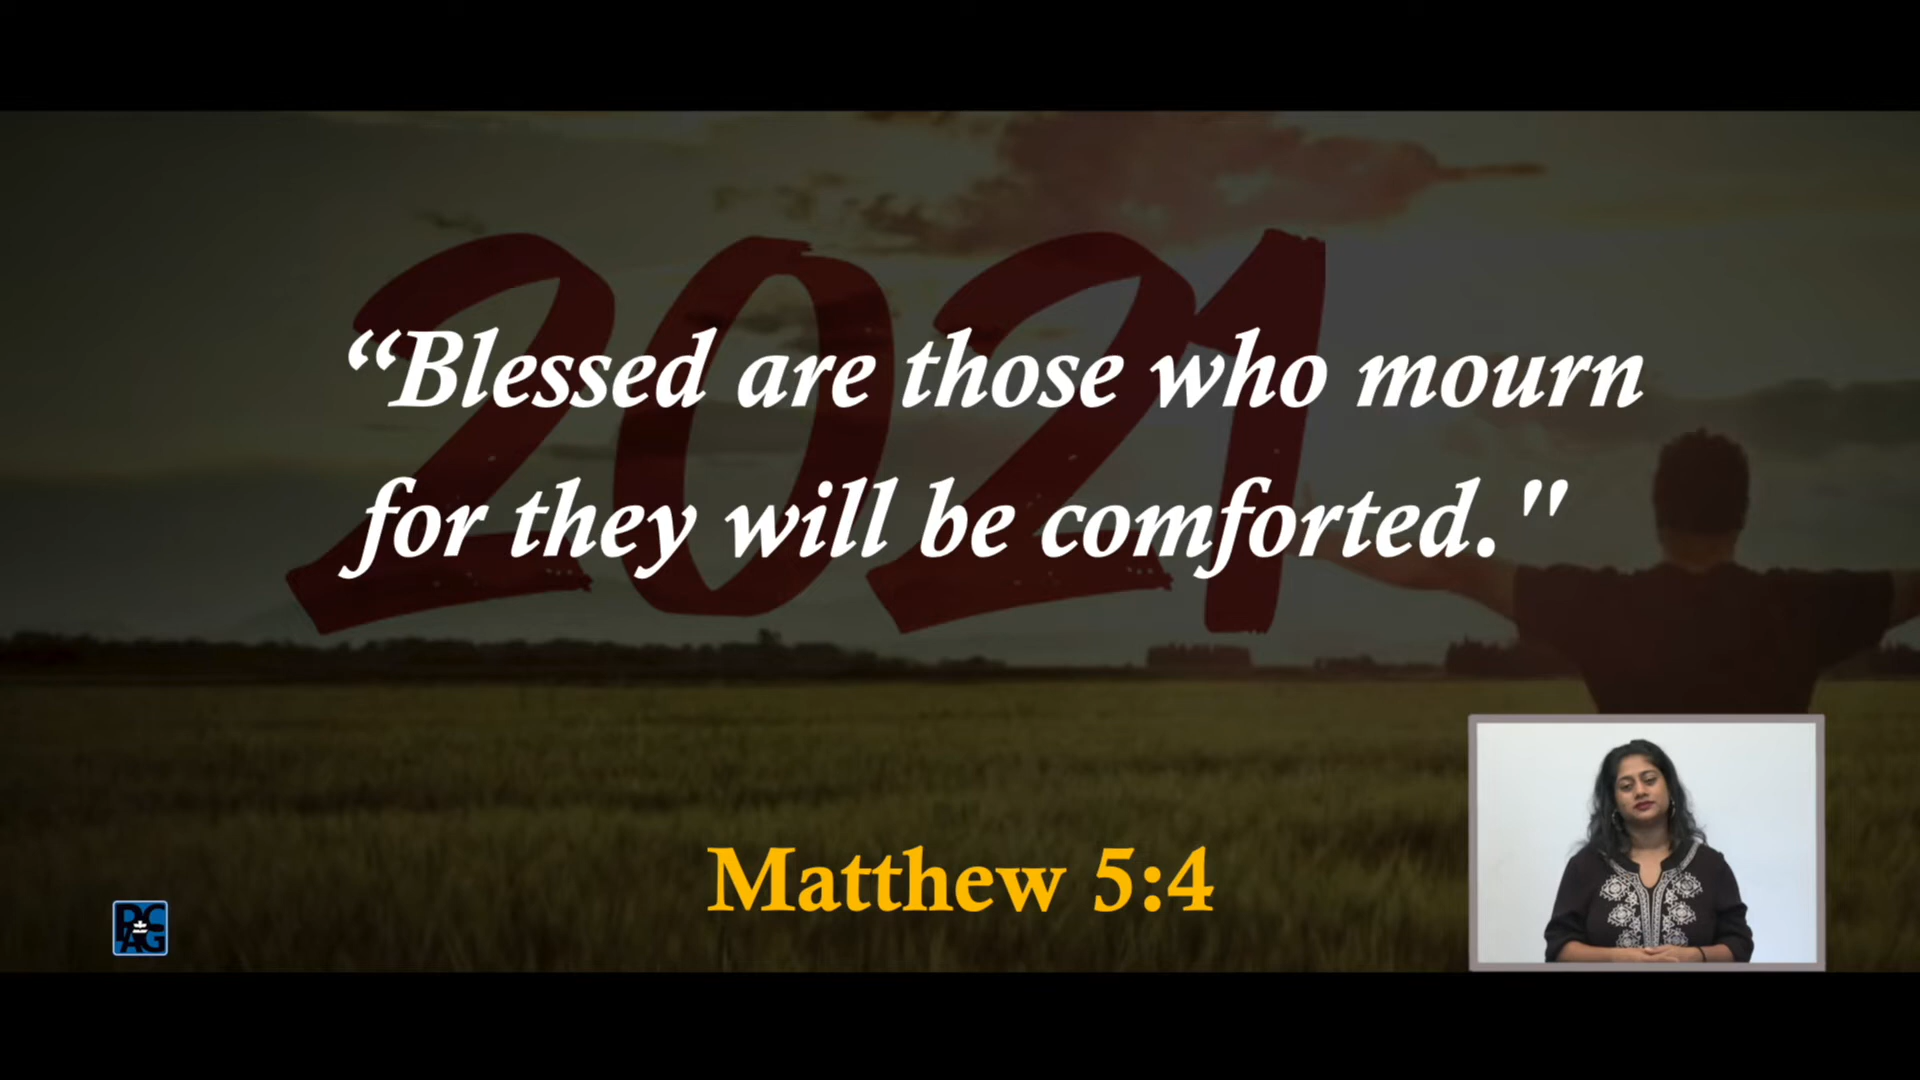 2021
“Blessed are those who mourn
for they will be comforted."
Matthew 5:4